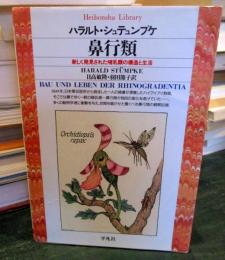 Heibonsha Library
ハラルト・シュテュンプケ
鼻行類
新しく発見された哺乳類の構造と生活
HARALD STÜMPKE
日高敏隆・羽田節子訳
BAU UND LEBEN DER RHINOGRADENTIA
Orchidiopsis
rapax
平凡社